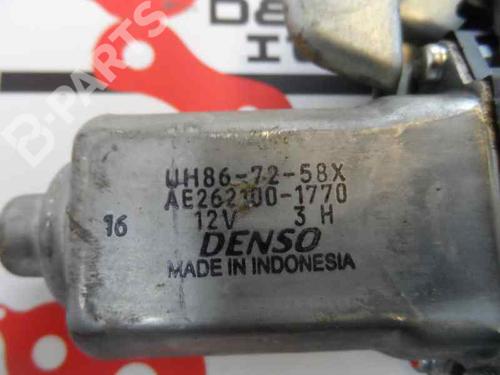 B-PARTS
UH86-72-58X
AE262100-1770
12V 3 H
16
DENSO
MADE IN INDONESIA